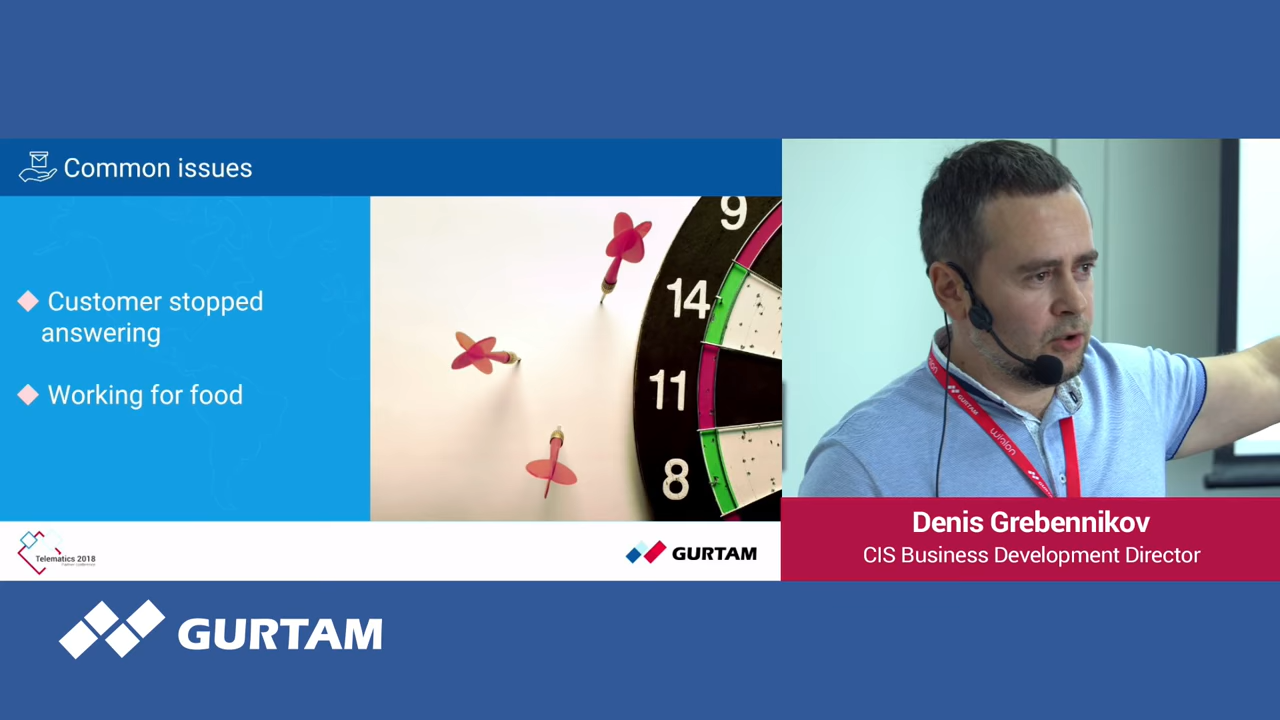 Common issues
Customer stopped
answering
Working for food
9
14
11
8
Telematics 2018
GURTAM
wialon
Denis Grebennikov
CIS Business Development Director
GURTAM